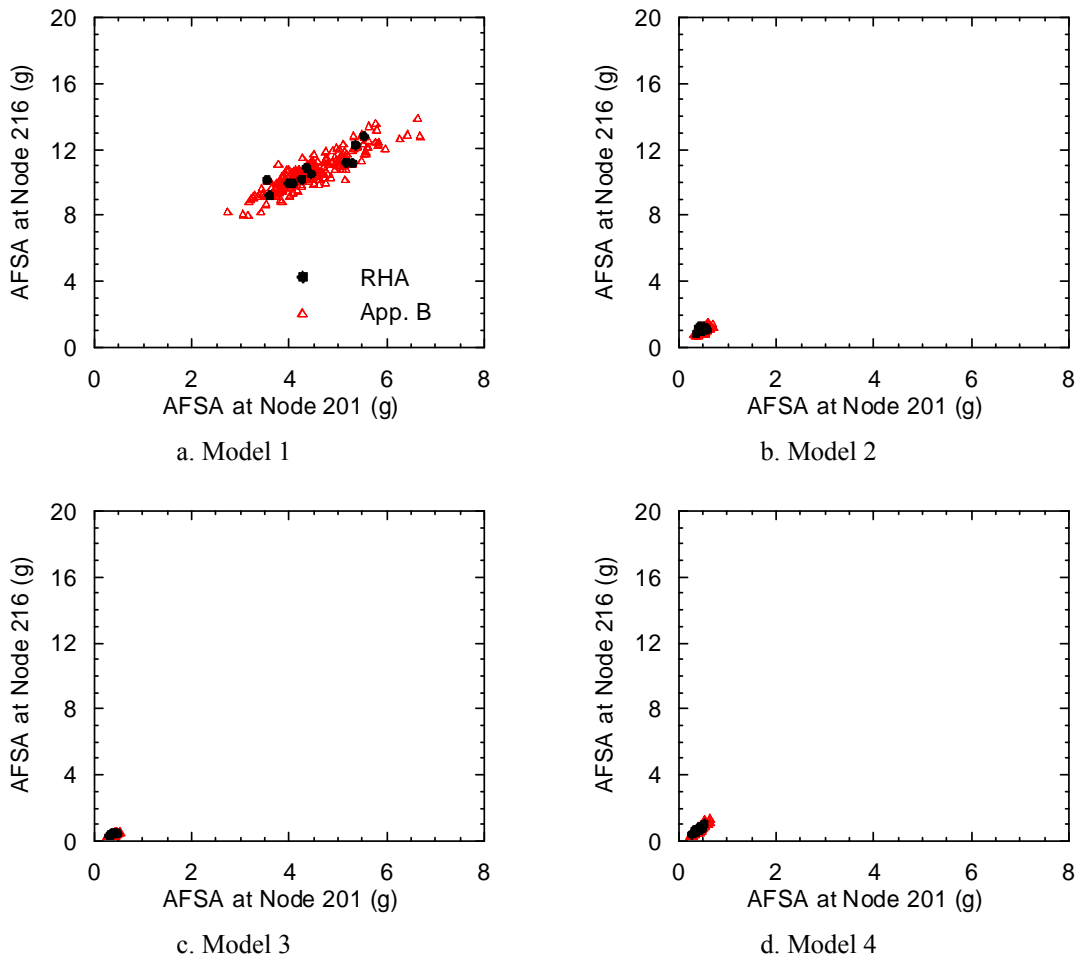 20
16
12
8
4
0
AFSA at Node 216 (g)
RHA
App. B
0 2 4 6 8
AFSA at Node 201 (g)
a. Model 1
20
16
12
8
4
0
AFSA at Node 216 (g)
0 2 4 6 8
AFSA at Node 201 (g)
b. Model 2
20
16
12
8
4
0
AFSA at Node 216 (g)
0 2 4 6 8
AFSA at Node 201 (g)
c. Model 3
20
16
12
8
4
0
AFSA at Node 216 (g)
0 2 4 6 8
AFSA at Node 201 (g)
d. Model 4